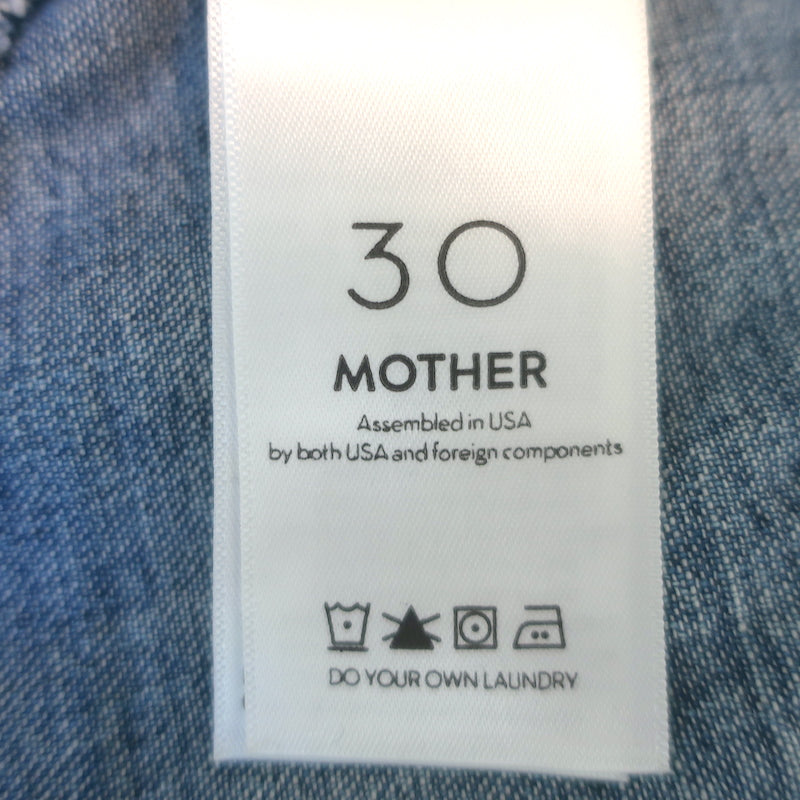 30
MOTHER
Assembled in USA
by both USA and foreign components
DO YOUR OWN LAUNDRY